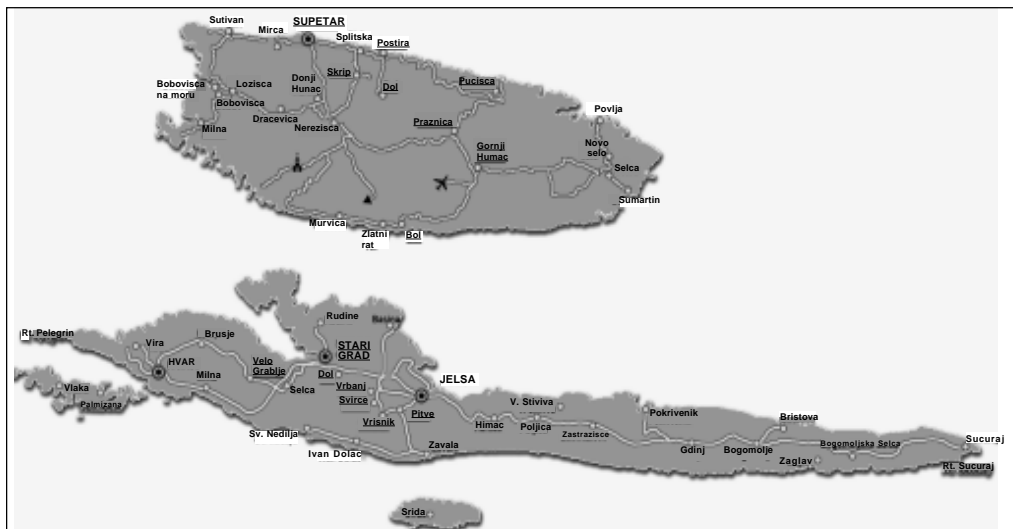 Sutivan
Mirca
SUPETAR
Splitska
Postira
Skrip
Donji
Hunac
Dol
Pucisca
Bobovisca
na moru
Lozisca
Bobovisca
Dracevica
Nerezisca
Milna
Praznica
Povlja
Gornji
Humac
Novo
selo
Selca
Sumartin
Murvica
Zlatni
rat
Bol
Rt. Pelegrin
Vira
Brusje
Rudine
Basina
STARI
GRAD
HVAR
Velo
Grablje
Milna
Selca
Dol
Vrbanj
Svirce
JELSA
Vlaka
Palmizana
Vrisnik
Pitve
V. Stiviva
Himac
Poljica
Zastrazisce
Pokrivenik
Bristova
Sv. Nedilja
Ivan Dolac
Zavala
Gdinj
Bogomolje
Bogomoljska Selca
Zaglav
Sucuraj
Rt. Sucuraj
Srida